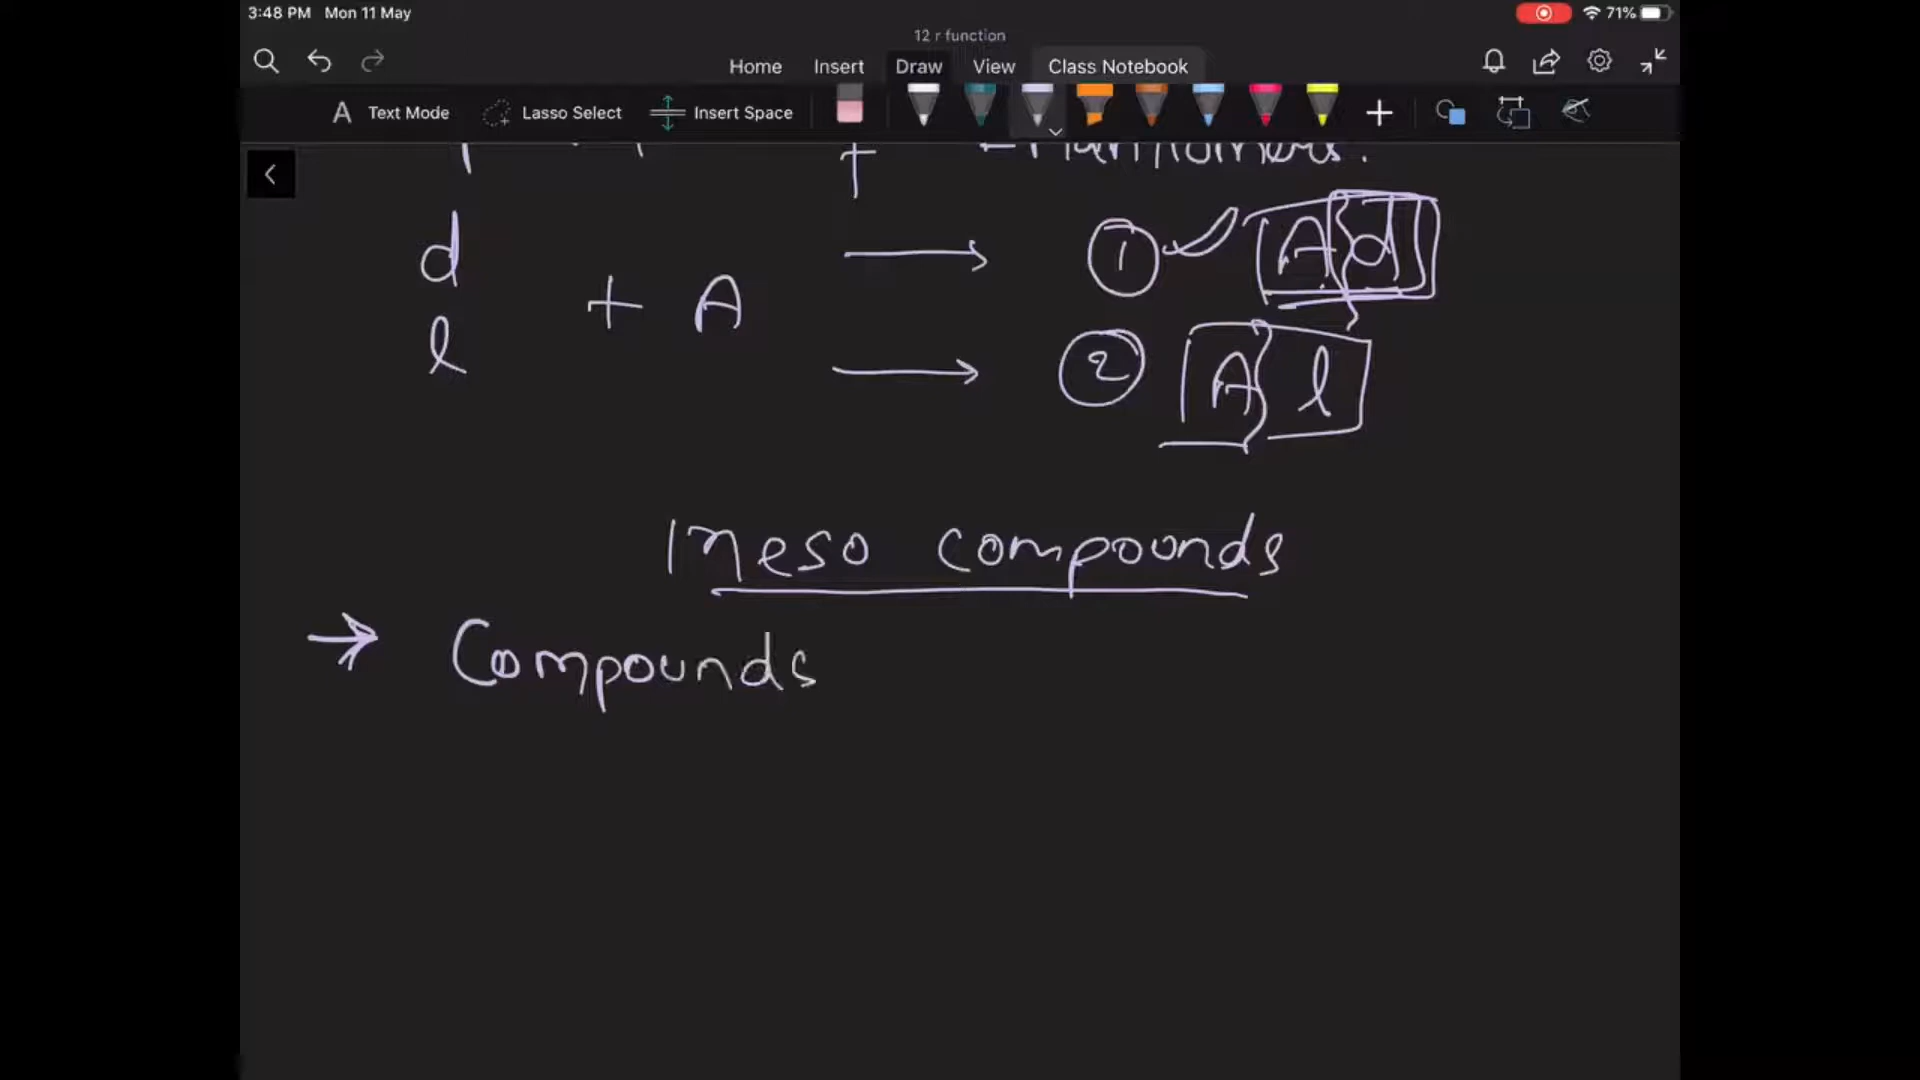 3:48 PM Mon 11 May
71%
12 r function
Home Insert Draw View Class Notebook
A Text Mode Lasso Select Insert Space
d → ① A d
+ A
l → ② A l
Meso compounds
→ Compounds